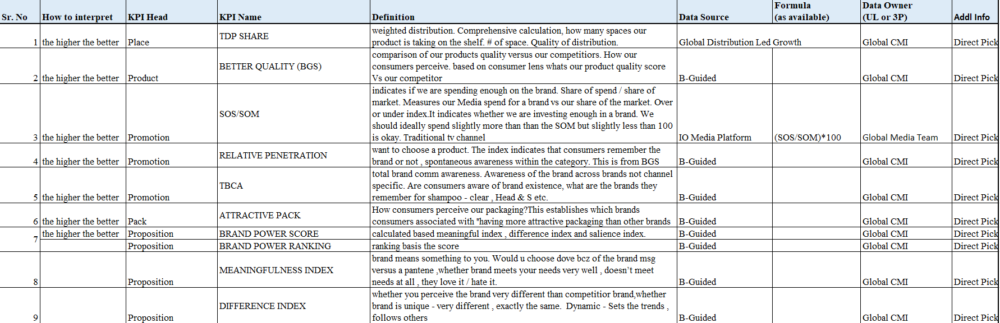 Sr. No How to interpret KPI Head KPI Name Definition Data Source Formula (as available) Data Owner (UL or 3P) Addl Info
1 the higher the better Place TDP SHARE weighted distribution. Comprehensive calculation, how many spaces our
product is taking on the shelf. # of space. Quality of distribution. Global Distribution Led Growth Global CMI Direct Pick
2 the higher the better Product BETTER QUALITY (BGS) comparison of our products quality versus our competitiors. How our
consumers perceive. based on consumer lens whats our product quality score
Vs our competitor B-Guided Global CMI Direct Pick
3 the higher the better Promotion SOS/SOM indicates if we are spending enough on the brand. Share of spend / share of
market. Measures our Media spend for a brand vs our share of the market. Over
or under index.It indicates whether we are investing enough in a brand. We
should ideally spend slightly more than than the SOM but slightly less than 100
is okay. Traditional tv channel IO Media Platform (SOS/SOM)*100 Global Media Team Direct Pick
4 the higher the better Promotion RELATIVE PENETRATION want to choose a product. The index indicates that consumers remember the
brand or not , spontaneous awareness within the category. This is from BGS B-Guided Global CMI Direct Pick
5 the higher the better Promotion TBCA total brand comm awareness. Awareness of the brand across brands not channel
specific. Are consumers aware of brand existence, what are the brands they
remember for shampoo - clear , Head & S etc. B-Guided Global CMI Direct Pick
6 the higher the better Pack ATTRACTIVE PACK How consumers perceive our packaging?This establishes which brands
consumers associated with "having more attractive packaging than other brands B-Guided Global CMI Direct Pick
7 the higher the better Proposition BRAND POWER SCORE calculated based meaningful index , difference index and salience index. B-Guided Global CMI Direct Pick
Proposition BRAND POWER RANKING ranking basis the score B-Guided Global CMI Direct Pick
8 Proposition MEANINGFULNESS INDEX brand means something to you. Would u choose dove bcz of the brand msg
versus a pantene ,whether brand meets your needs very well , doesn't meet
needs at all , they love it / hate it. B-Guided Global CMI Direct Pick
9 Proposition DIFFERENCE INDEX whether you perceive the brand very different than competitior brand,whether
brand is unique - very different , exactly the same.  Dynamic - Sets the trends ,
follows others B-Guided Global CMI Direct Pick